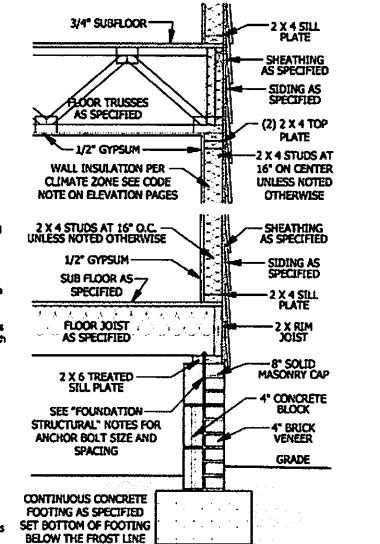 3/4" SUBFLOOR
2 X 4 SILL
PLATE
SHEATHING
AS SPECIFIED
SIDING AS
SPECIFIED
FLOOR TRUSSES
AS SPECIFIED
(2) 2 X 4 TOP
PLATE
1/2" GYPSUM
2 X 4 STUDS AT
16" ON CENTER
UNLESS NOTED
OTHERWISE
WALL INSULATION PER
CLIMATE ZONE SEE CODE
NOTE ON ELEVATION PAGES
2 X 4 STUDS AT 16" O.C.
UNLESS NOTED OTHERWISE
SHEATHING
AS SPECIFIED
1/2" GYPSUM
SIDING AS
SPECIFIED
SUB FLOOR AS
SPECIFIED
2 X 4 SILL
PLATE
FLOOR JOIST
AS SPECIFIED
2 X RIM
JOIST
2 X 6 TREATED
SILL PLATE
8" SOLID
MASONRY CAP
SEE "FOUNDATION
STRUCTURAL" NOTES FOR
ANCHOR BOLT SIZE AND
SPACING
4" CONCRETE
BLOCK
4" BRICK
VENEER
GRADE
CONTINUOUS CONCRETE
FOOTING AS SPECIFIED
SET BOTTOM OF FOOTING
BELOW THE FROST LINE